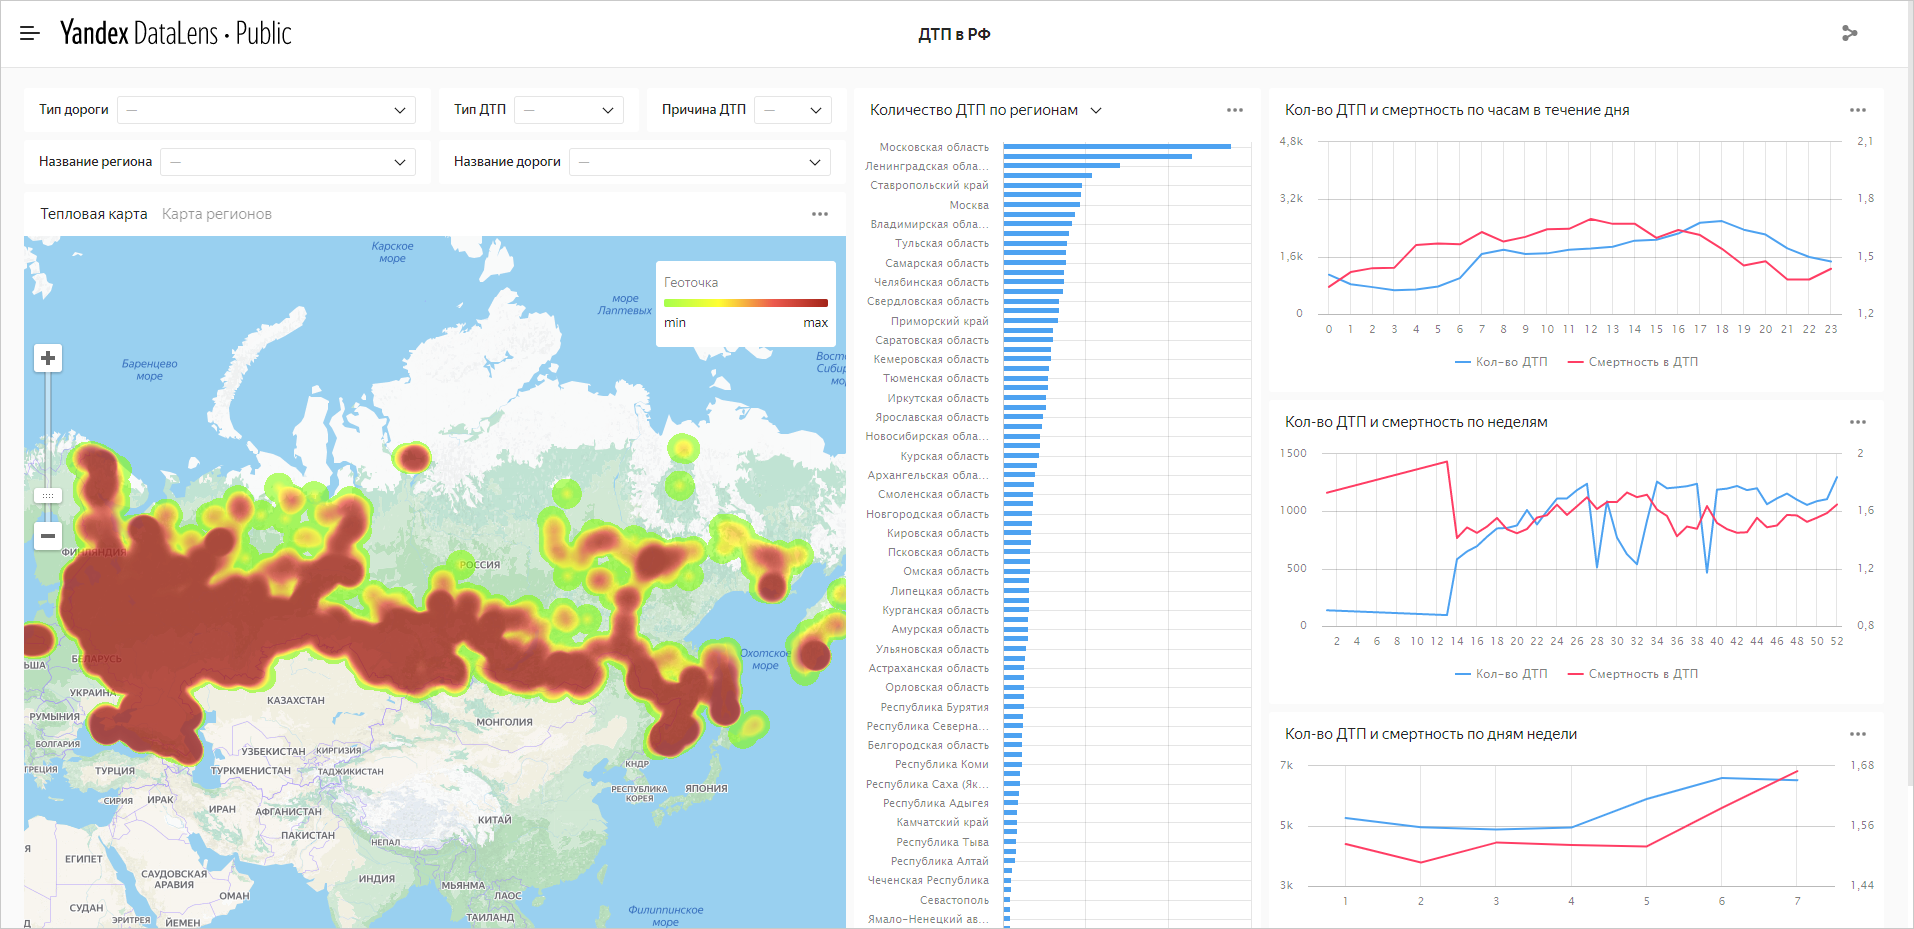 Yandex DataLens • Public
ДТП в РФ
Тип дороги —
Тип ДТП —
Причина ДТП —
Название региона —
Название дороги —
Тепловая карта Карта регионов
Карское
море
Геоточка
min max
море
Лаптевых
Баренцево
море
ФИНЛЯНДИЯ
РОССИЯ
Охотское
море
БЕЛАРУСЬ
УКРАИНА
РУМЫНИЯ
БОЛГАРИЯ
КАЗАХСТАН
МОНГОЛИЯ
УЗБЕКИСТАН
КИРГИЗИЯ
ТУРЦИЯ
ТУРКМЕНИСТАН
ТАДЖИКИСТАН
КНДР
РЕСПУБЛИКА
КОРЕЯ
ЯПОНИЯ
СИРИЯ
ИРАК
ИРАН
АФГАНИСТАН
ПАКИСТАН
КИТАЙ
НЕПАЛ
ЕГИПЕТ
САУДОВСКАЯ
АРАВИЯ
ИНДИЯ
ОМАН
МЬЯНМА
ЛАОС
СУДАН
ЭРИТРЕЯ
ЙЕМЕН
ТАИЛАНД
Филиппинское
море
Количество ДТП по регионам
Московская область
Ленинградская обла...
Ставропольский край
Москва
Владимирская обла...
Тульская область
Самарская область
Челябинская область
Свердловская область
Приморский край
Саратовская область
Кемеровская область
Тюменская область
Иркутская область
Ярославская область
Новосибирская обла...
Курская область
Архангельская обла...
Смоленская область
Новгородская область
Кировская область
Псковская область
Омская область
Липецкая область
Курганская область
Амурская область
Ульяновская область
Астраханская область
Орловская область
Республика Бурятия
Республика Северна...
Белгородская область
Республика Коми
Республика Саха (Як...
Республика Адыгея
Камчатский край
Республика Тыва
Республика Алтай
Чеченская Республика
Севастополь
Ямало-Ненецкий ав...
Кол-во ДТП и смертность по часам в течение дня
4,8k 2,1
3,2k 1,8
1,6k 1,5
0 1,2
0 1 2 3 4 5 6 7 8 9 10 11 12 13 14 15 16 17 18 19 20 21 22 23
Кол-во ДТП Смертность в ДТП
Кол-во ДТП и смертность по неделям
1500 2
1000 1,6
500 1,2
0 0,8
2 4 6 8 10 12 14 16 18 20 22 24 26 28 30 32 34 36 38 40 42 44 46 48 50 52
Кол-во ДТП Смертность в ДТП
Кол-во ДТП и смертность по дням недели
7k 1,68
5k 1,56
3k 1,44
1 2 3 4 5 6 7